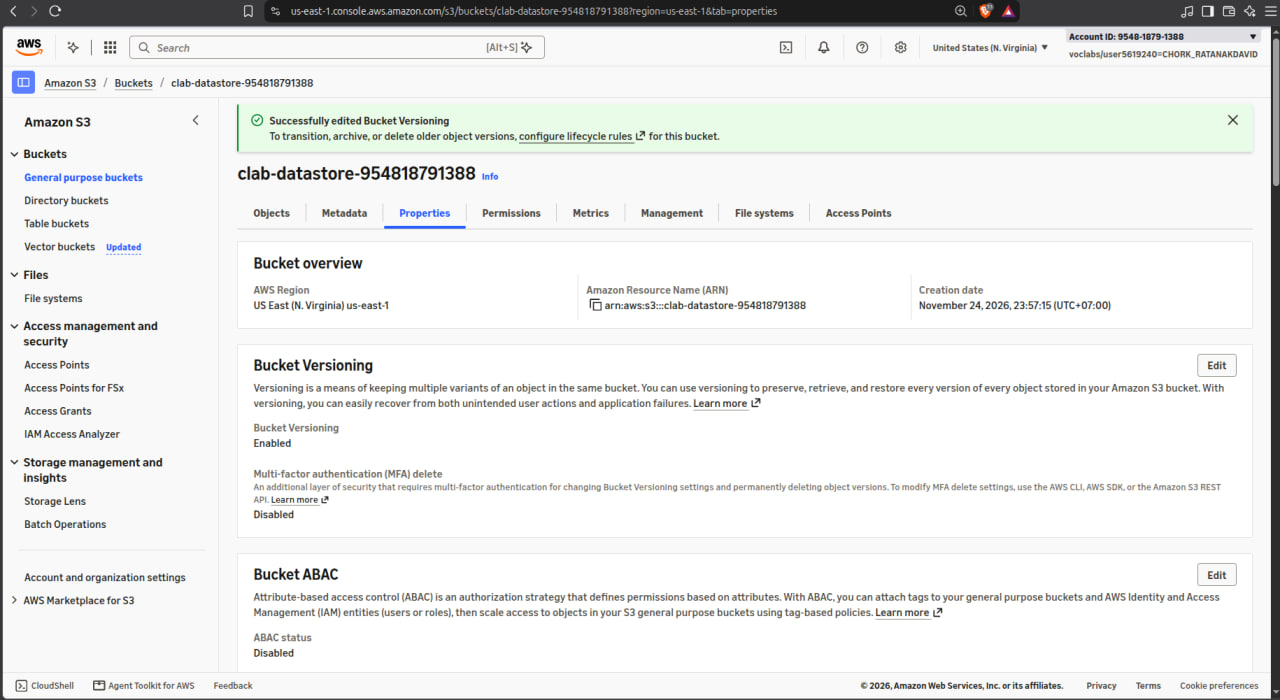 us-east-1.console.aws.amazon.com/s3/buckets/clab-datastore-954818791388?region=us-east-1&tab=properties
aws
Search
[Alt+S]
United States (N. Virginia)
Account ID: 9548-1879-1388
voclabs/user5619240=CHORK_RATANAKDAVID
Amazon S3 / Buckets / clab-datastore-954818791388
Amazon S3
Buckets
General purpose buckets
Directory buckets
Table buckets
Vector buckets Updated
Files
File systems
Access management and
security
Access Points
Access Points for FSx
Access Grants
IAM Access Analyzer
Storage management and
insights
Storage Lens
Batch Operations
Account and organization settings
AWS Marketplace for S3
Successfully edited Bucket Versioning
To transition, archive, or delete older object versions, configure lifecycle rules for this bucket.
clab-datastore-954818791388 Info
Objects Metadata Properties Permissions Metrics Management File systems Access Points
Bucket overview
AWS Region
US East (N. Virginia) us-east-1
Amazon Resource Name (ARN)
arn:aws:s3:::clab-datastore-954818791388
Creation date
November 24, 2026, 23:57:15 (UTC+07:00)
Bucket Versioning
Edit
Versioning is a means of keeping multiple variants of an object in the same bucket. You can use versioning to preserve, retrieve, and restore every version of every object stored in your Amazon S3 bucket. With
versioning, you can easily recover from both unintended user actions and application failures. Learn more
Bucket Versioning
Enabled
Multi-factor authentication (MFA) delete
An additional layer of security that requires multi-factor authentication for changing Bucket Versioning settings and permanently deleting object versions. To modify MFA delete settings, use the AWS CLI, AWS SDK, or the Amazon S3 REST
API. Learn more
Disabled
Bucket ABAC
Edit
Attribute-based access control (ABAC) is an authorization strategy that defines permissions based on attributes. With ABAC, you can attach tags to your general purpose buckets and AWS Identity and Access
Management (IAM) entities (users or roles), then scale access to objects in your S3 general purpose buckets using tag-based policies. Learn more
ABAC status
Disabled
CloudShell Agent Toolkit for AWS Feedback
© 2026, Amazon Web Services, Inc. or its affiliates. Privacy Terms Cookie preferences